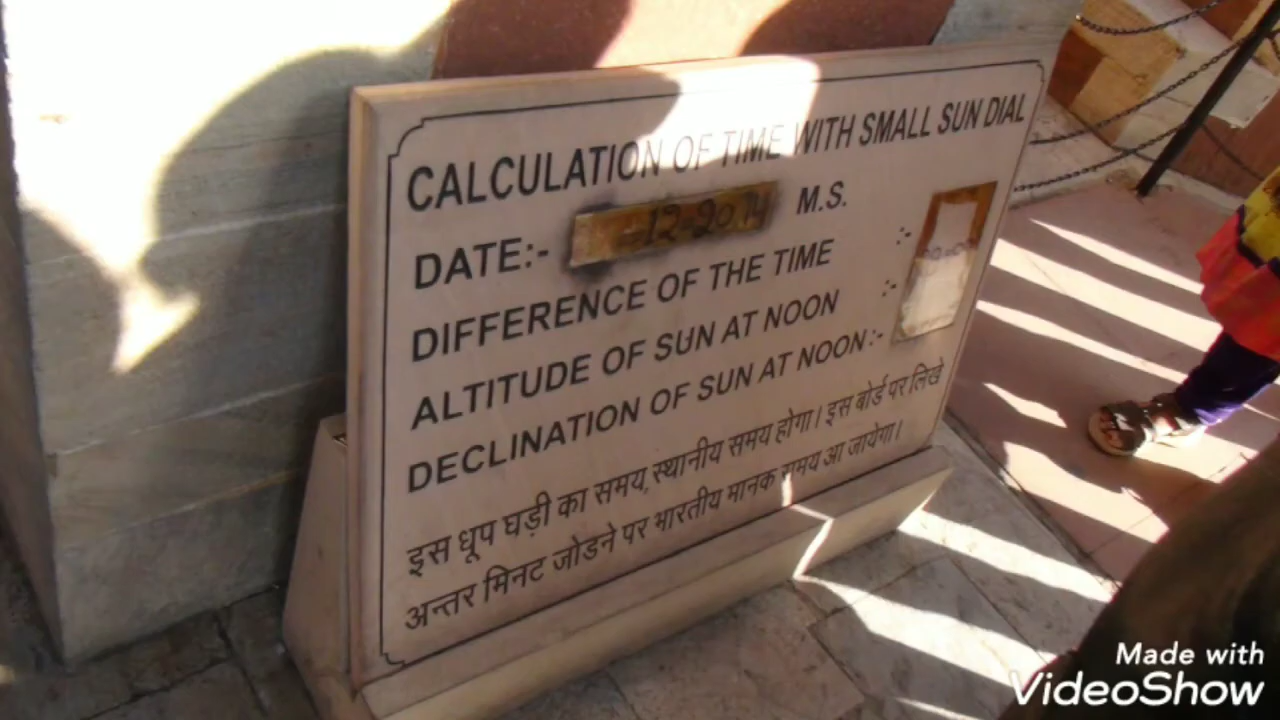 CALCULATION OF TIME WITH SMALL SUN DIAL
DATE:- -12-2014 M.S.
DIFFERENCE OF THE TIME :-
ALTITUDE OF SUN AT NOON :-
DECLINATION OF SUN AT NOON:-
इस धूप घड़ी का समय, स्थानीय समय होगा। इस बोर्ड पर लिखे
अन्तर मिनट जोडने पर भारतीय मानक समय आ जायेगा।
Made with
VideoShow